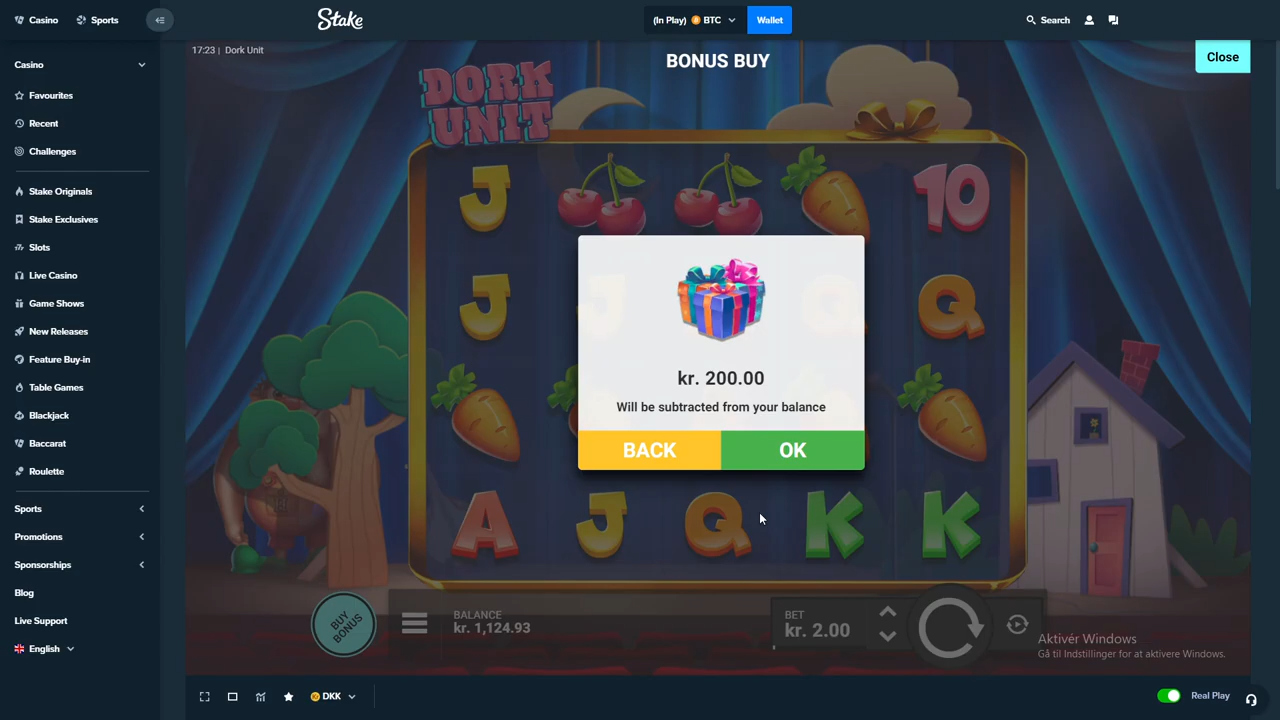 Casino
Sports
Stake
(In Play) BTC
Wallet
Search
17:23 | Dork Unit
BONUS BUY
Close
Casino
Favourites
Recent
Challenges
Stake Originals
Stake Exclusives
Slots
Live Casino
Game Shows
New Releases
Feature Buy-in
Table Games
Blackjack
Baccarat
Roulette
Sports
Promotions
Sponsorships
Blog
Live Support
English
DORK
UNIT
J
10
J
Q
Q
kr. 200.00
Will be subtracted from your balance
BACK
OK
A
J
Q
K
K
BUY
BONUS
BALANCE
kr. 1,124.93
BET
kr. 2.00
Activér Windows
Gå til Indstillinger for at aktivere Windows.
DKK
Real Play